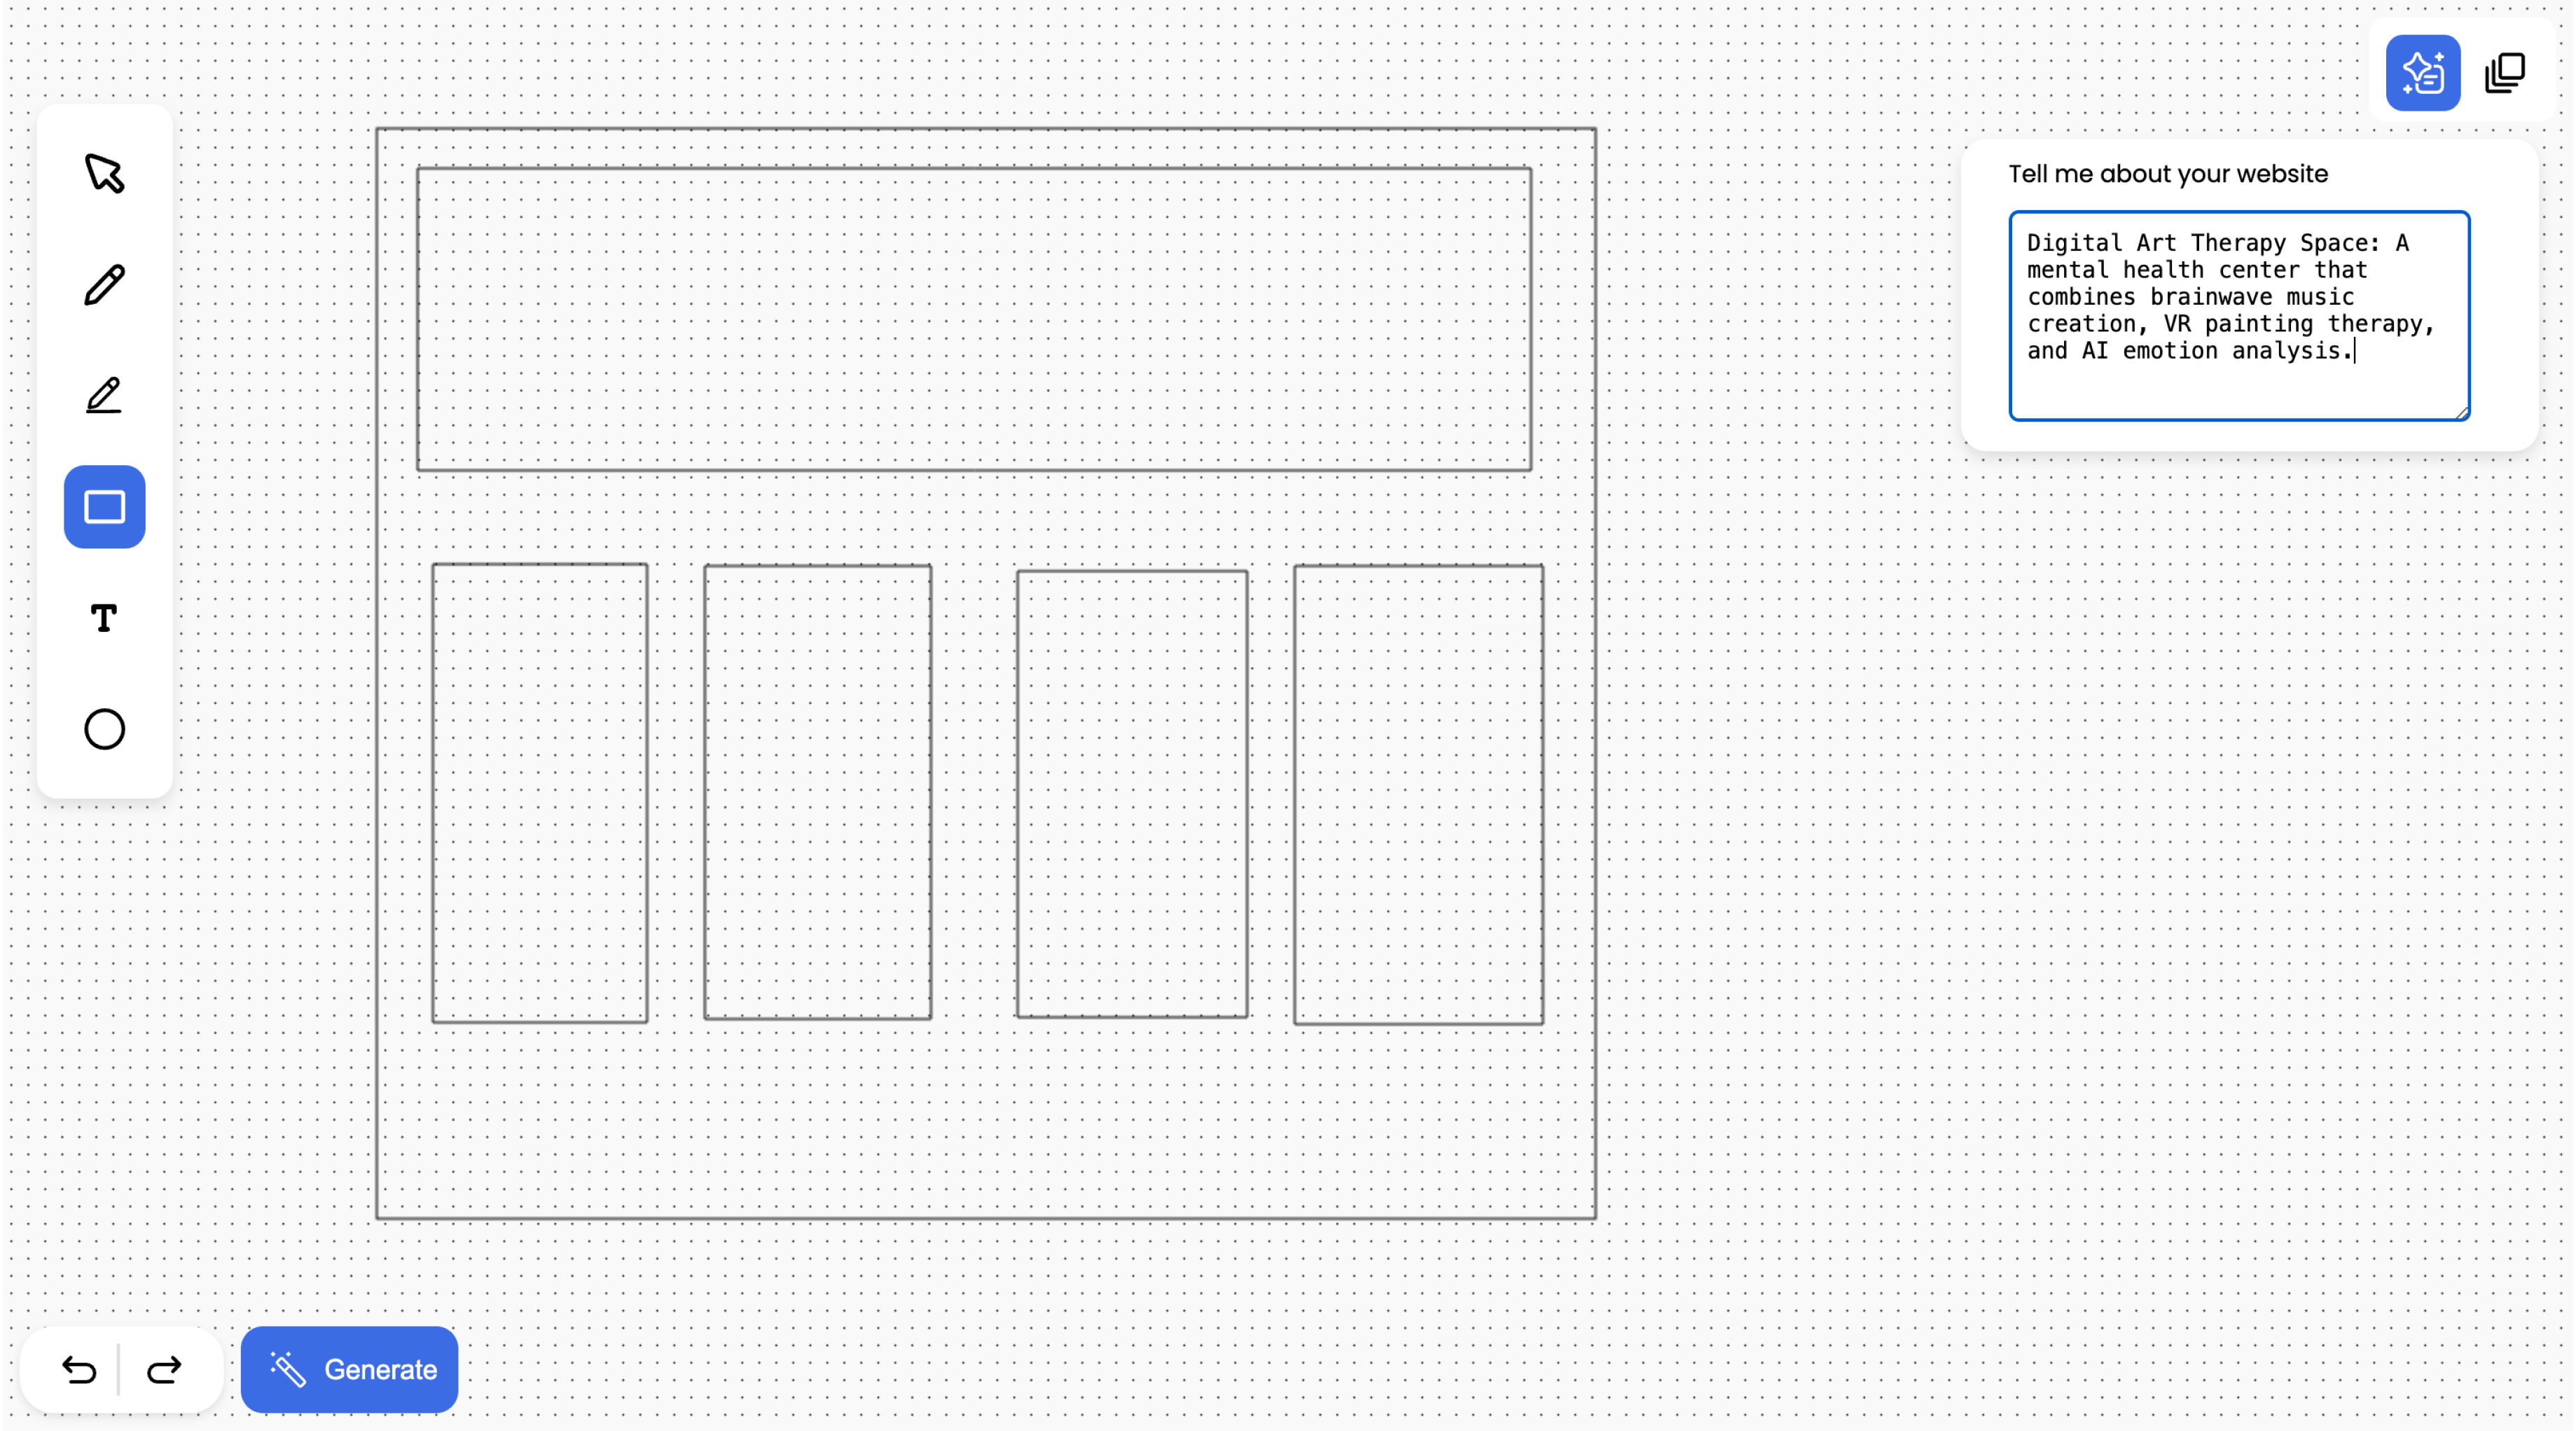 Tell me about your website
Digital Art Therapy Space: A
mental health center that
combines brainwave music
creation, VR painting therapy,
and AI emotion analysis.
T
Generate